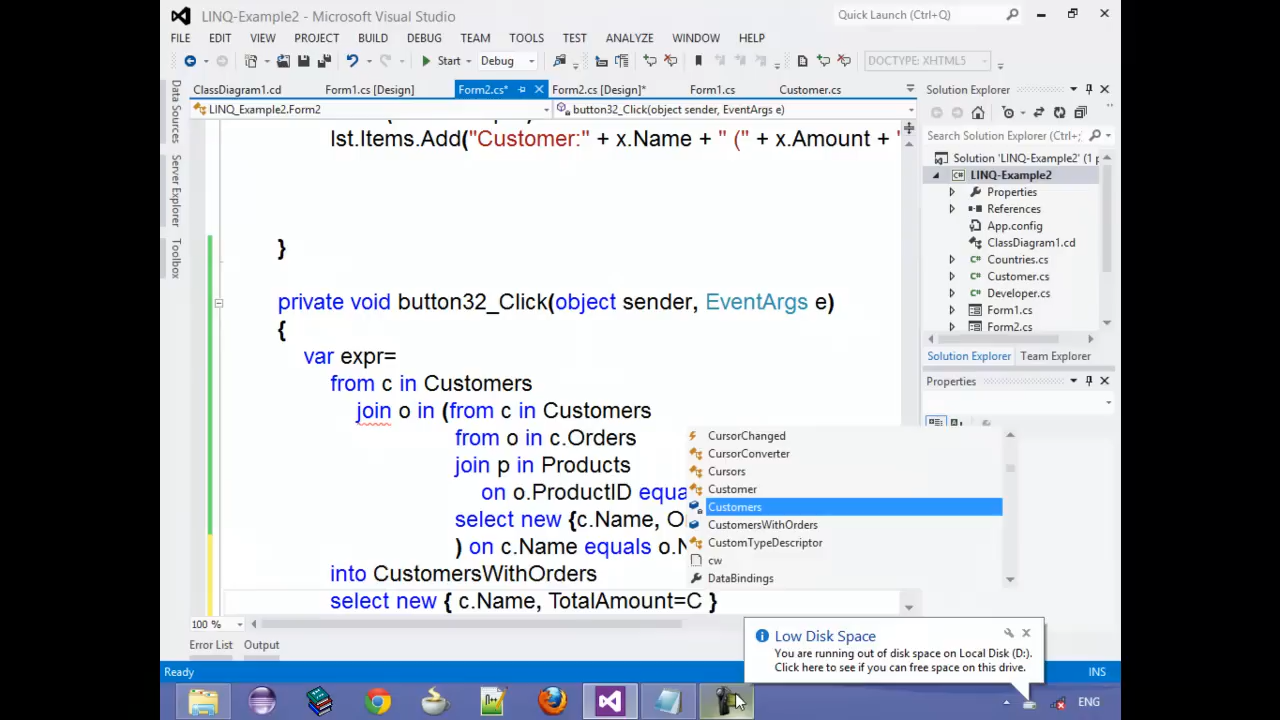 LINQ-Example2 - Microsoft Visual Studio
Quick Launch (Ctrl+Q)
FILE EDIT VIEW PROJECT BUILD DEBUG TEAM TOOLS TEST ANALYZE WINDOW HELP
Start Debug DOCTYPE: XHTML5
ClassDiagram1.cd Form1.cs [Design] Form2.cs* Form2.cs [Design]* Form1.cs Customer.cs
LINQ_Example2.Form2 button32_Click(object sender, EventArgs e)
Data Sources
Server Explorer
Toolbox
lst.Items.Add("Customer:" + x.Name + " (" + x.Amount + "
}
private void button32_Click(object sender, EventArgs e)
{
var expr=
from c in Customers
join o in (from c in Customers
from o in c.Orders
join p in Products
on o.ProductID equa
select new {c.Name, O
) on c.Name equals o.N
into CustomersWithOrders
select new { c.Name, TotalAmount=C }
CursorChanged
CursorConverter
Cursors
Customer
Customers
CustomersWithOrders
CustomTypeDescriptor
cw
DataBindings
100 %
Error List Output
Ready
INS
Solution Explorer
Search Solution Explorer (Ctrl+;
Solution 'LINQ-Example2' (1 p
LINQ-Example2
Properties
References
App.config
ClassDiagram1.cd
Countries.cs
Customer.cs
Developer.cs
Form1.cs
Form2.cs
Solution Explorer Team Explorer
Properties
Low Disk Space
You are running out of disk space on Local Disk (D:).
Click here to see if you can free space on this drive.
ENG